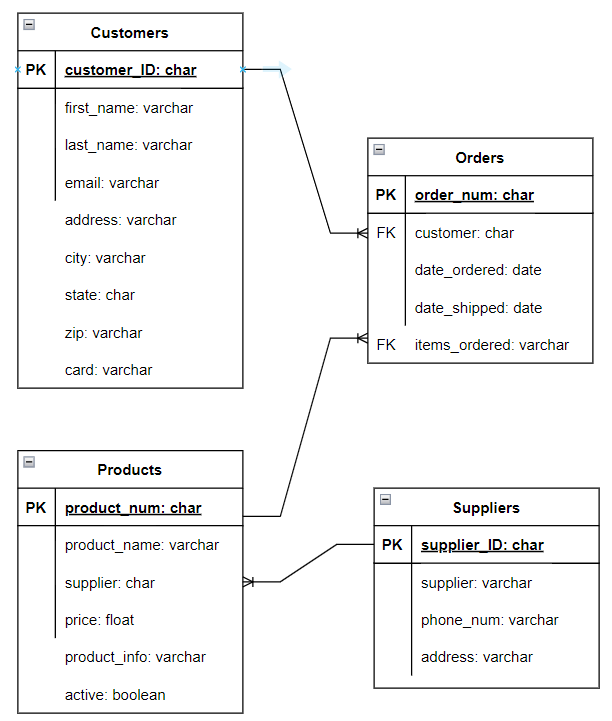 Customers
PK customer_ID: char
first_name: varchar
last_name: varchar
email: varchar
address: varchar
city: varchar
state: char
zip: varchar
card: varchar
Orders
PK order_num: char
FK customer: char
date_ordered: date
date_shipped: date
FK items_ordered: varchar
Products
PK product_num: char
product_name: varchar
supplier: char
price: float
product_info: varchar
active: boolean
Suppliers
PK supplier_ID: char
supplier: varchar
phone_num: varchar
address: varchar